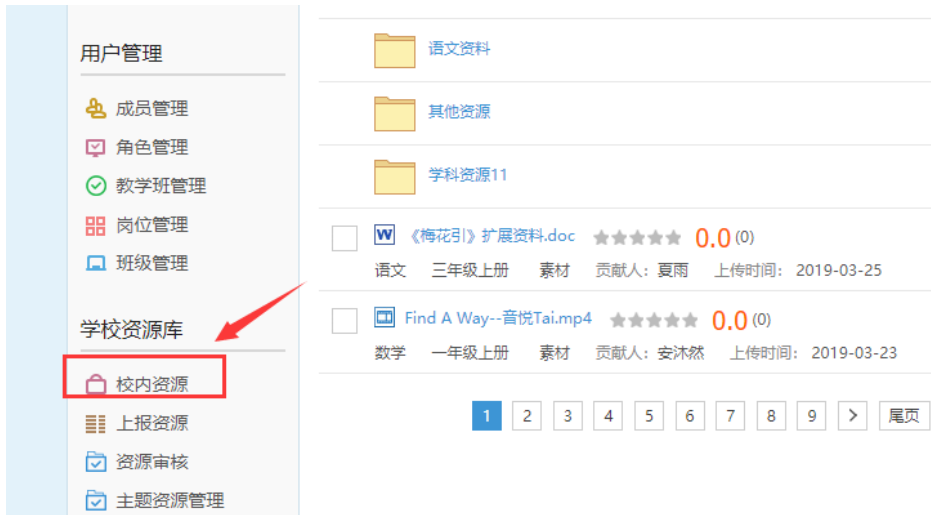 用户管理
成员管理
角色管理
教学班管理
岗位管理
班级管理
学校资源库
校内资源
上报资源
资源审核
主题资源管理
语文资料
其他资源
学科资源11
《梅花引》扩展资料.doc 0.0 (0)
语文 三年级上册 素材 贡献人：夏雨 上传时间： 2019-03-25
Find A Way--音悦Tai.mp4 0.0 (0)
数学 一年级上册 素材 贡献人：安沐然 上传时间： 2019-03-23
1 2 3 4 5 6 7 8 9 > 尾页